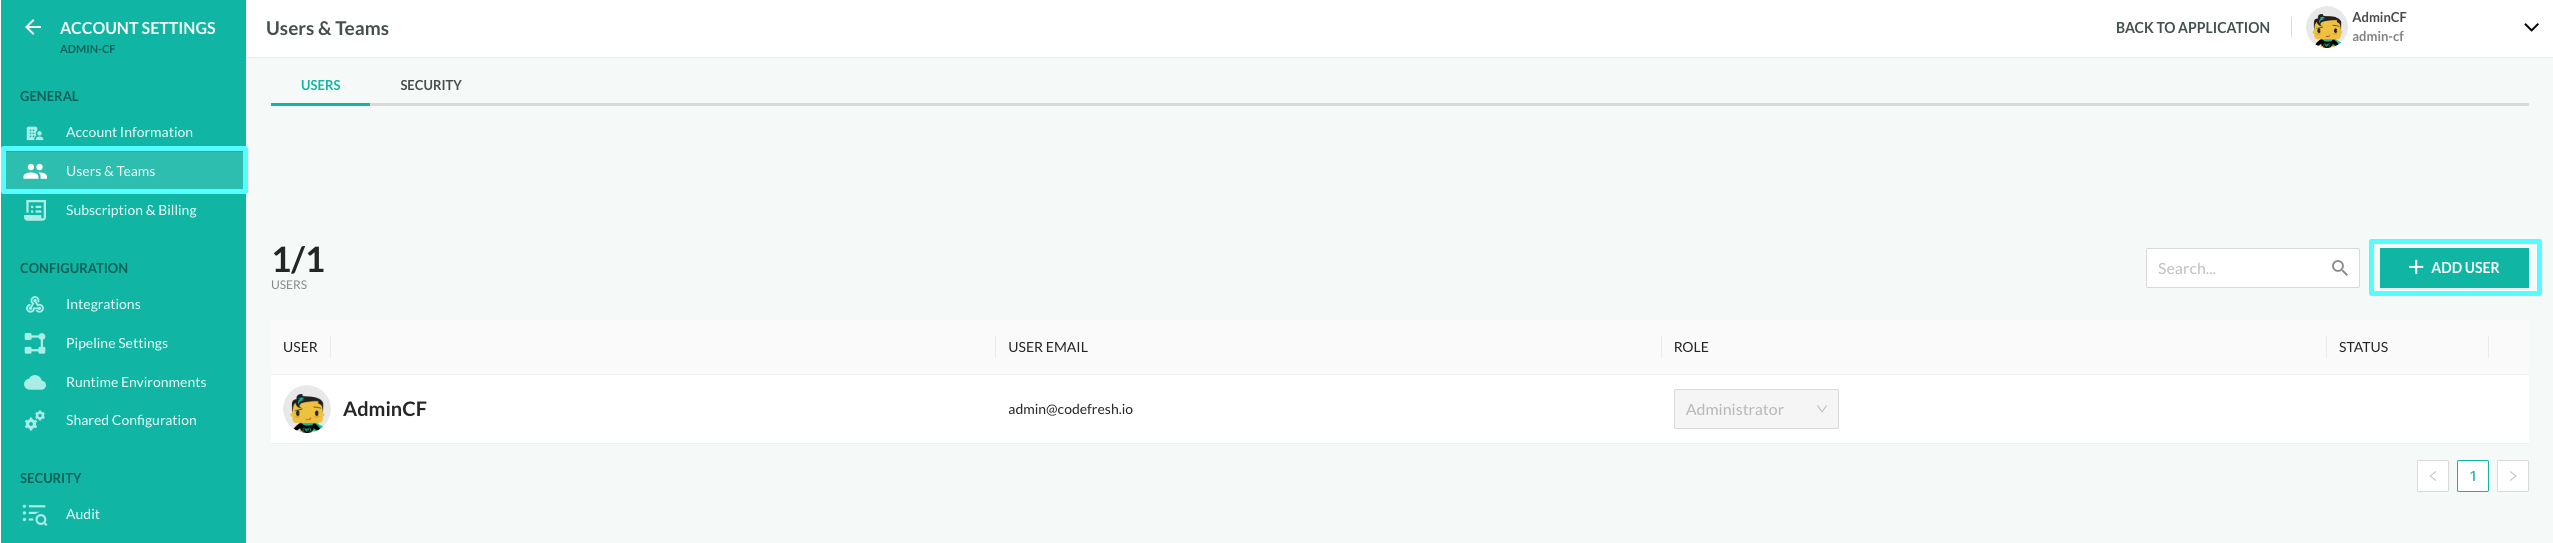 ACCOUNT SETTINGS
ADMIN-CF
GENERAL
Account Information
Users & Teams
Subscription & Billing
CONFIGURATION
Integrations
Pipeline Settings
Runtime Environments
Shared Configuration
SECURITY
Audit
Users & Teams
BACK TO APPLICATION
AdminCF
admin-cf
USERS SECURITY
1/1
USERS
Search...
+ ADD USER
USER USER EMAIL ROLE STATUS
AdminCF admin@codefresh.io Administrator
< 1 >